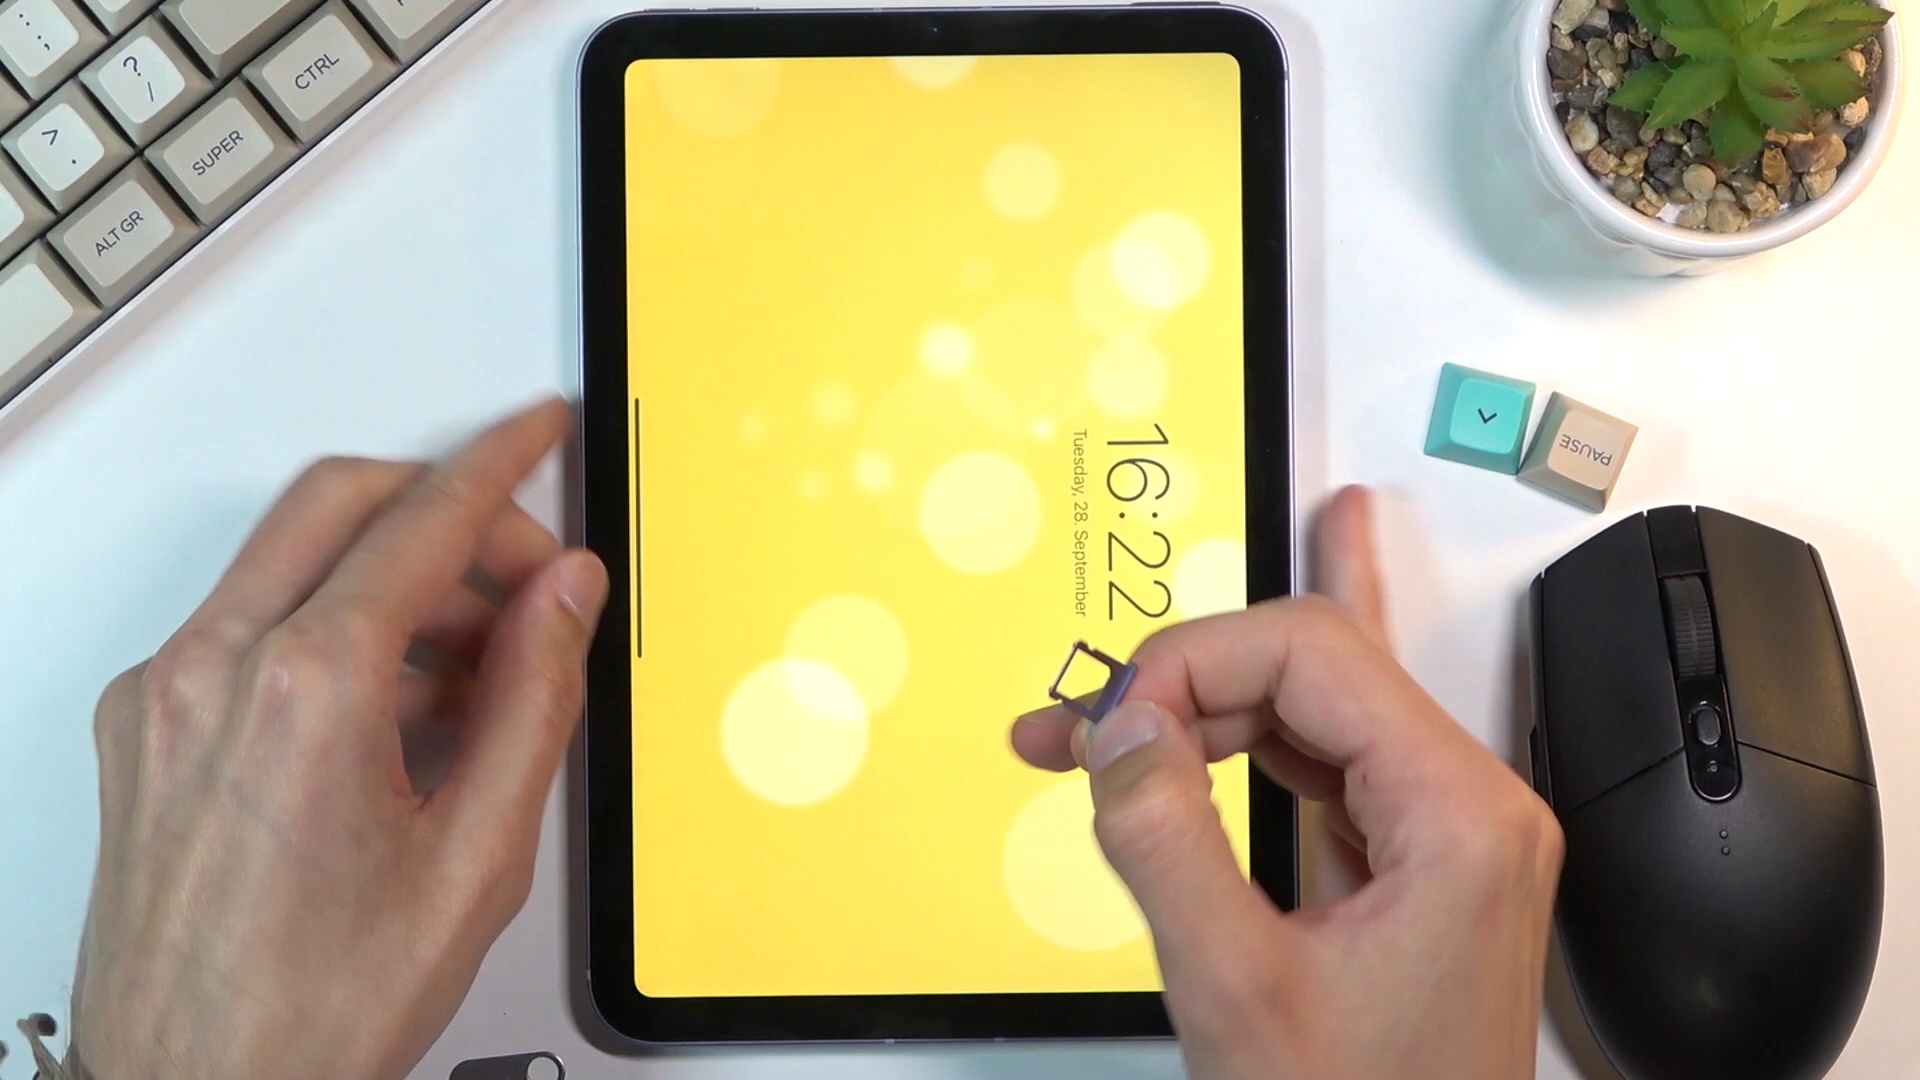 : ;
? /
CTRL
> .
SUPER
ALT GR
16:22
Tuesday, 28. September
PAUSE